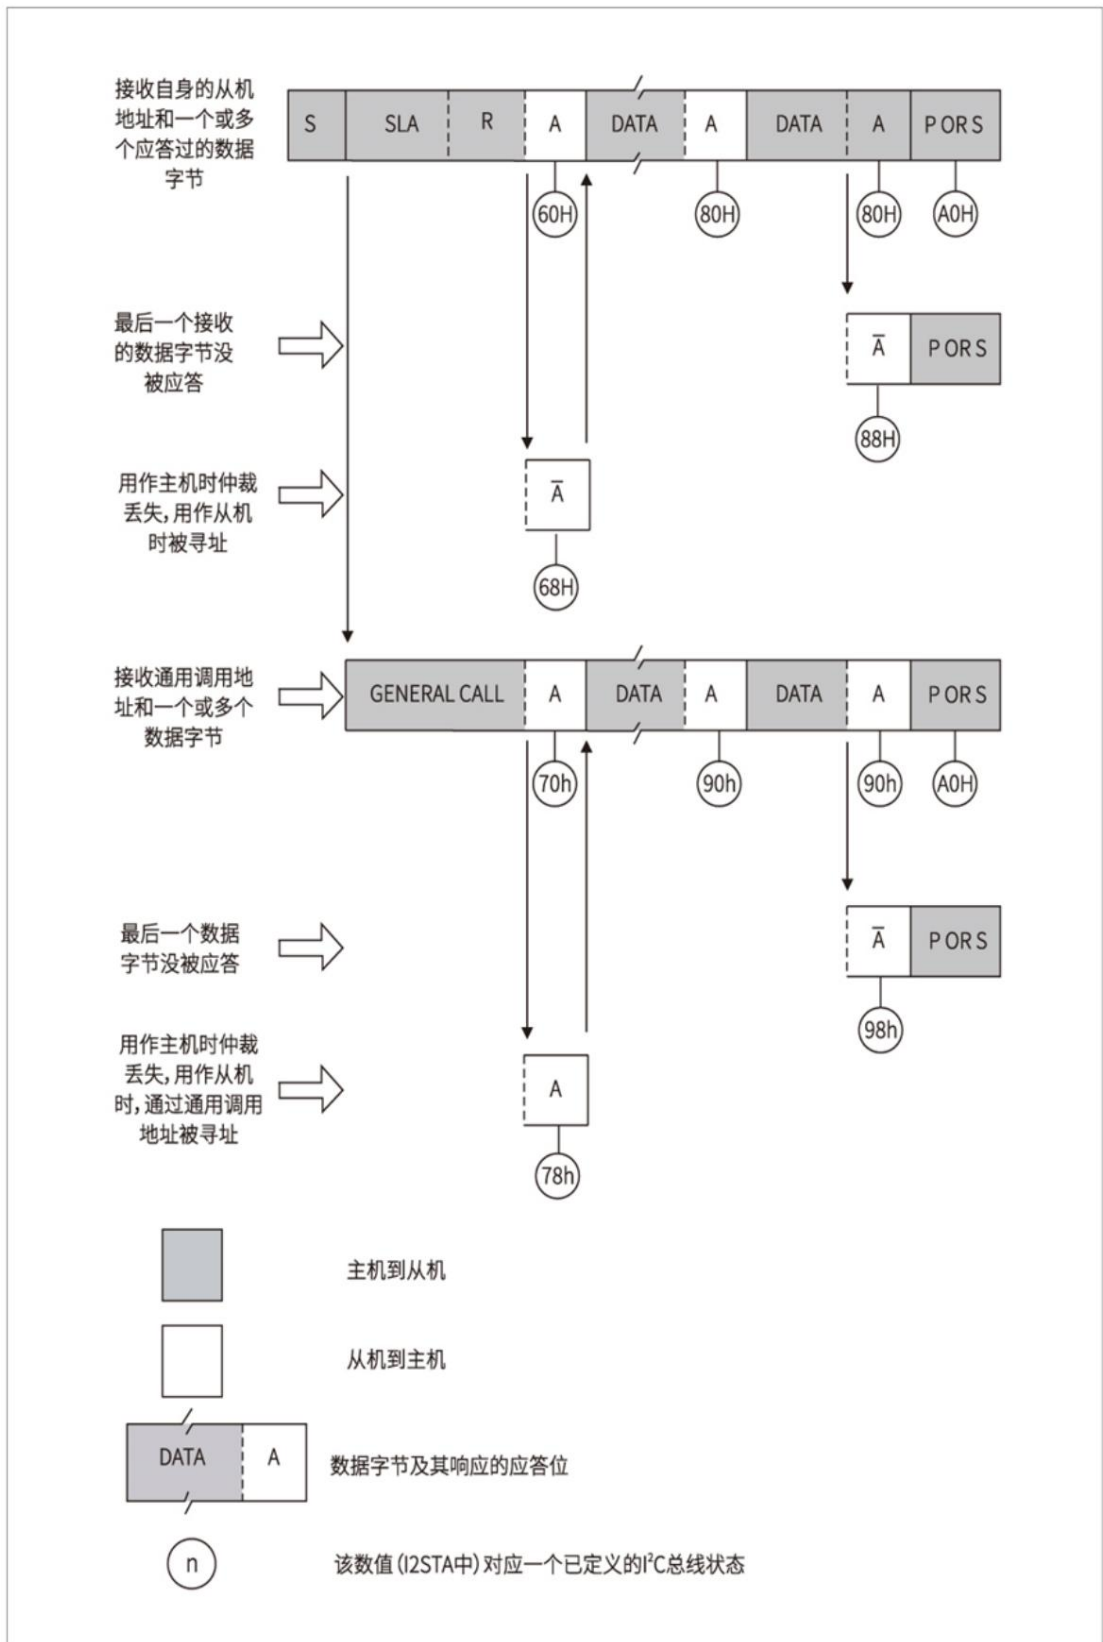 接收自身的从机
地址和一个或多
个应答过的数据
字节
S SLA R A DATA A DATA A P OR S
60H 80H 80H A0H
最后一个接收
的数据字节没
被应答
A̅ P OR S
88H
用作主机时仲裁
丢失，用作从机
时被寻址
A̅
68H
接收通用调用地
址和一个或多个
数据字节
GENERAL CALL A DATA A DATA A P OR S
70h 90h 90h A0H
最后一个数据
字节没被应答
A̅ P OR S
98h
用作主机时仲裁
丢失，用作从机
时，通过通用调用
地址被寻址
A
78h
主机到从机
从机到主机
DATA A 数据字节及其响应的应答位
n 该数值(I2STA中)对应一个已定义的I²C总线状态